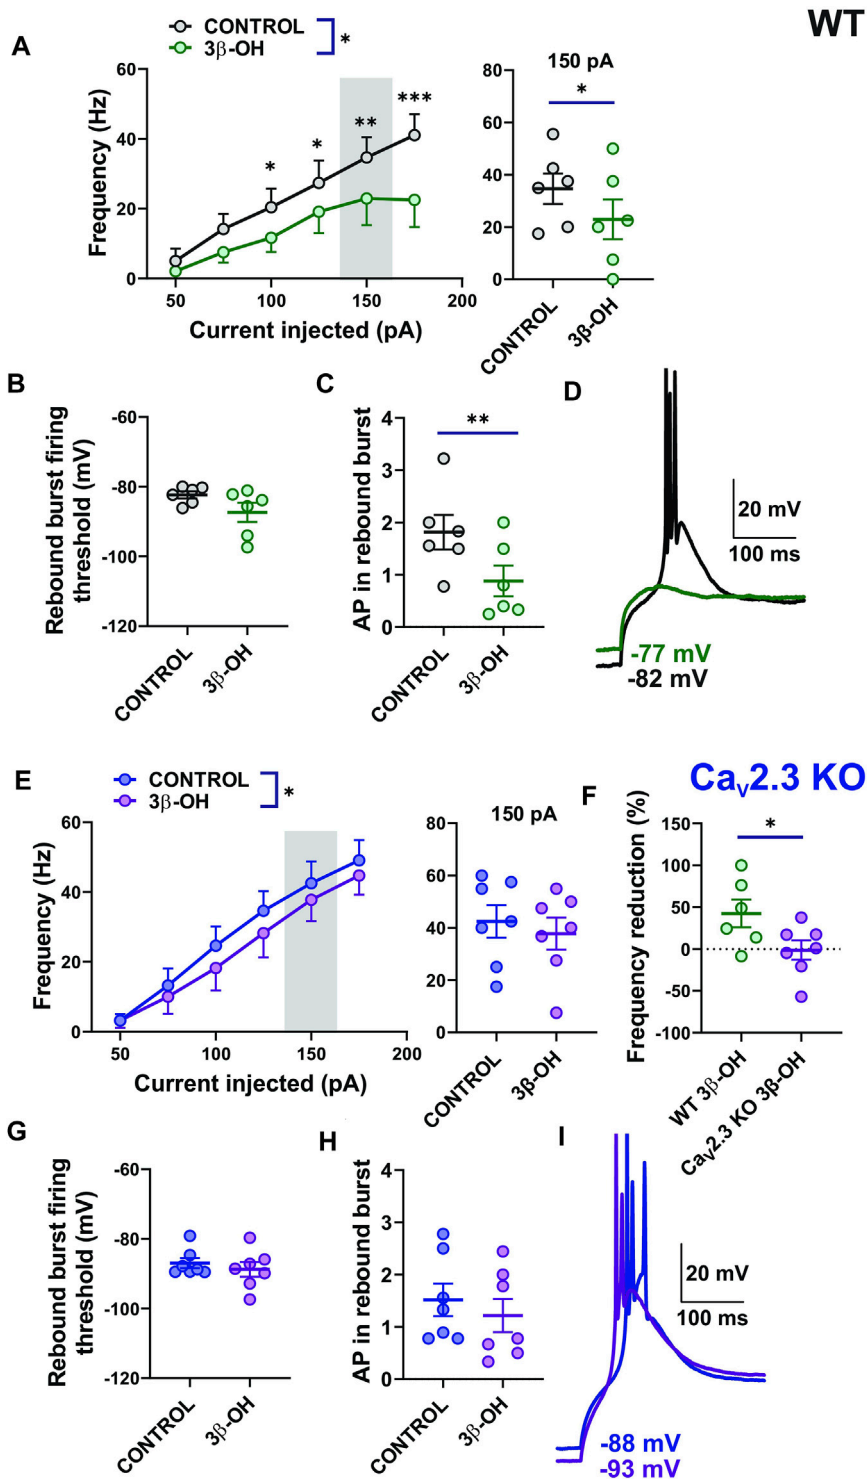 WT
A
CONTROL
3β-OH
*
Frequency (Hz)
60
40
20
0
*
*
**
***
50
100
150
200
Current injected (pA)
150 pA
*
80
60
40
20
0
CONTROL
3β-OH
B
Rebound burst firing
threshold (mV)
-60
-80
-100
-120
CONTROL
3β-OH
C
AP in rebound burst
4
3
2
1
0
**
CONTROL
3β-OH
D
20 mV
100 ms
-77 mV
-82 mV
CaV2.3 KO
E
CONTROL
3β-OH
*
Frequency (Hz)
60
40
20
0
50
100
150
200
Current injected (pA)
150 pA
80
60
40
20
0
CONTROL
3β-OH
F
Frequency reduction (%)
150
100
50
0
-50
-100
*
WT 3β-OH
CaV2.3 KO 3β-OH
G
Rebound burst firing
threshold (mV)
-60
-80
-100
-120
CONTROL
3β-OH
H
AP in rebound burst
4
3
2
1
0
CONTROL
3β-OH
I
20 mV
100 ms
-88 mV
-93 mV